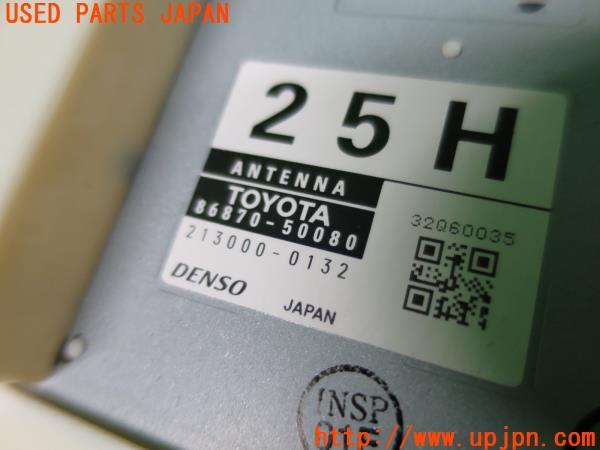 USED PARTS JAPAN
25H
ANTENNA
TOYOTA
86870-50080
213000-0132
32Q60035
DENSO
JAPAN
INSP
http://www.upjpn.com/